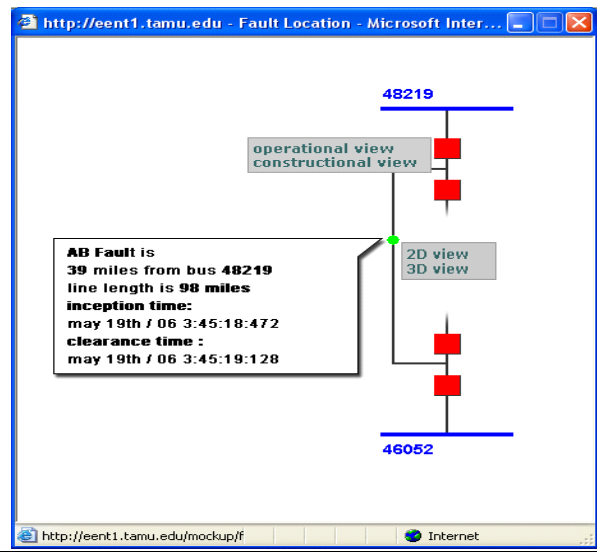 http://eent1.tamu.edu - Fault Location - Microsoft Inter...
48219
operational view
constructional view
AB Fault is
39 miles from bus 48219
line length is 98 miles
inception time:
may 19th / 06 3:45:18:472
clearance time :
may 19th / 06 3:45:19:128
2D view
3D view
46052
http://eent1.tamu.edu/mockup/f
Internet